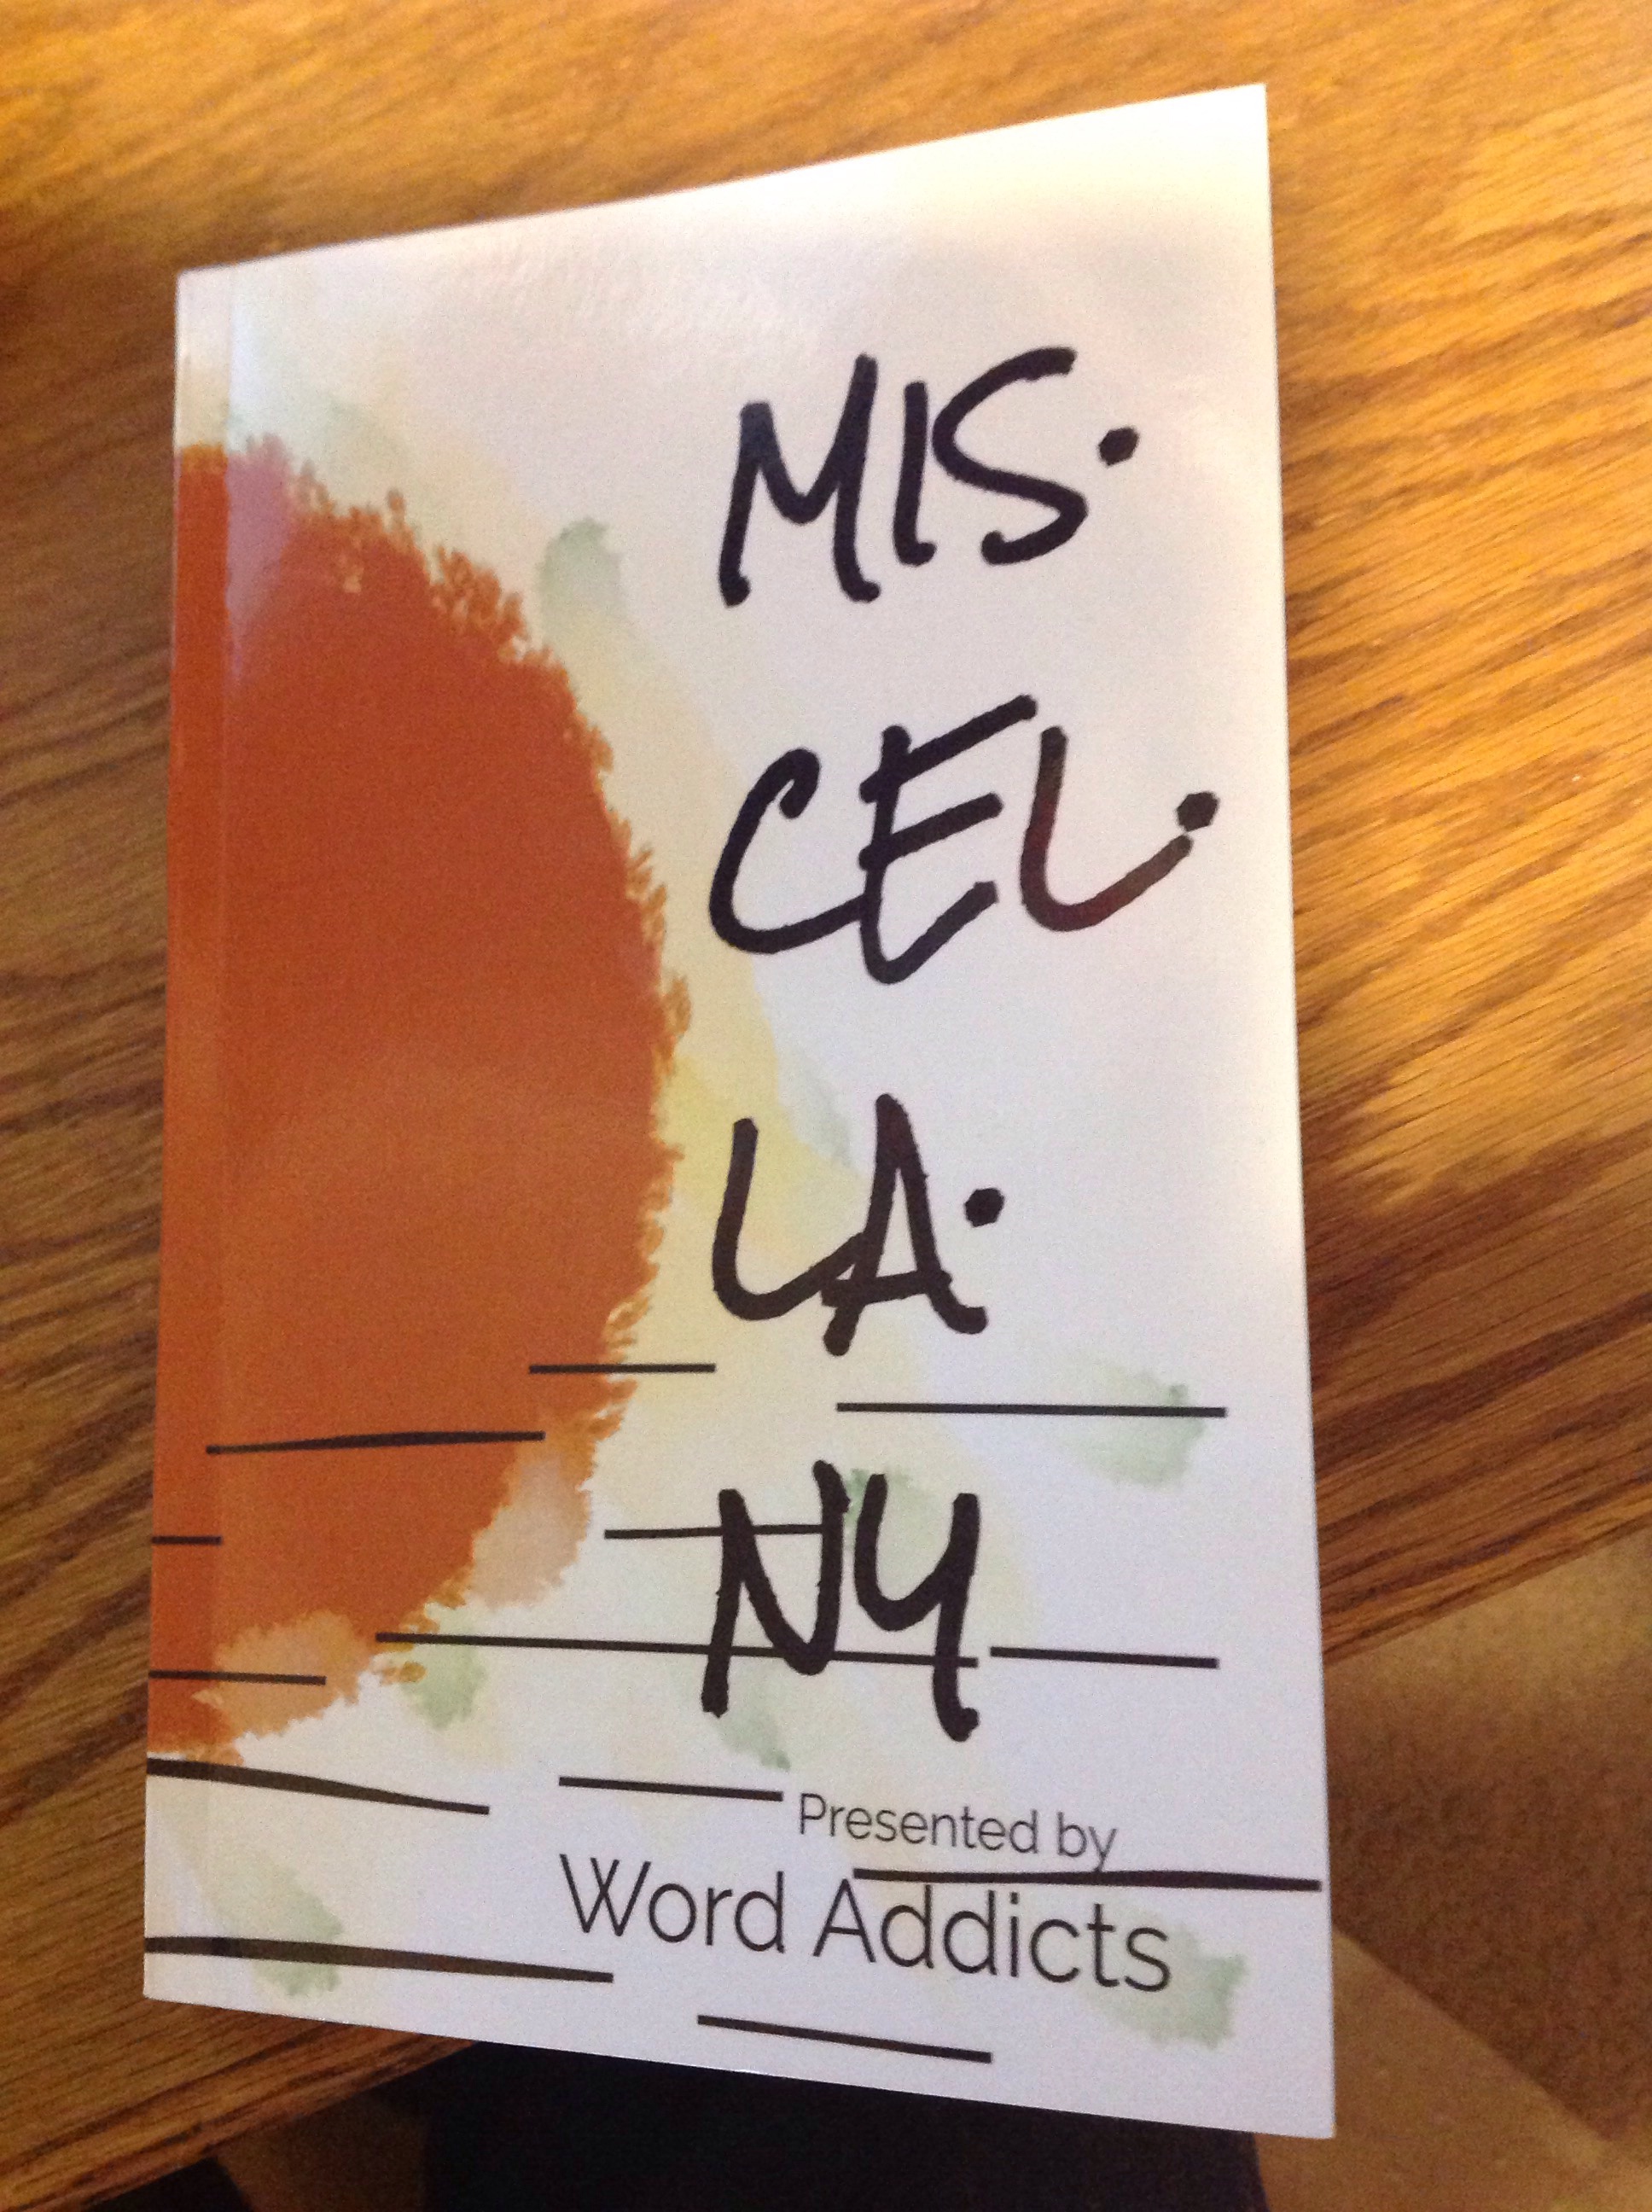 MIS·
CEL·
LA·
NY
Presented by
Word Addicts